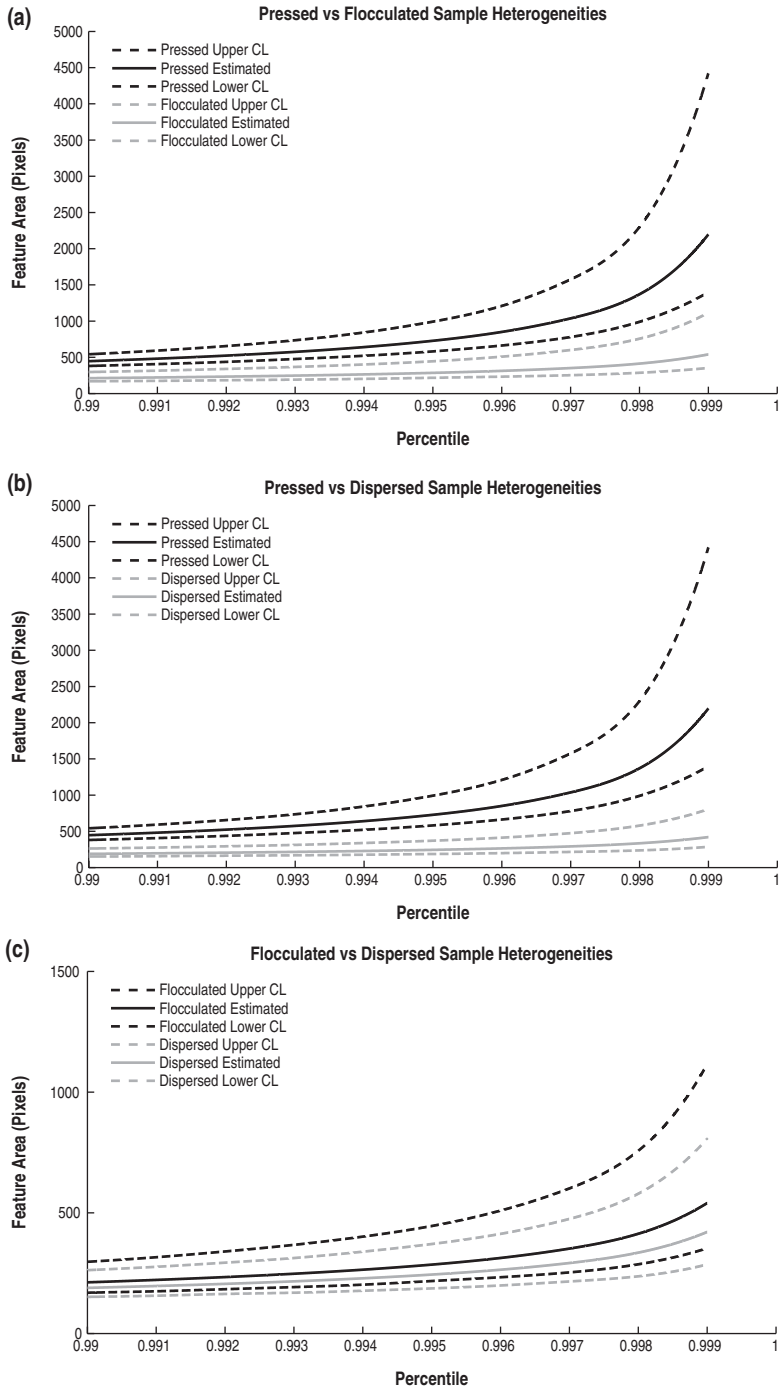 (a)
Pressed vs Flocculated Sample Heterogeneities
5000
4500
4000
3500
3000
2500
2000
1500
1000
500
0
Feature Area (Pixels)
Pressed Upper CL
Pressed Estimated
Pressed Lower CL
Flocculated Upper CL
Flocculated Estimated
Flocculated Lower CL
0.99 0.991 0.992 0.993 0.994 0.995 0.996 0.997 0.998 0.999 1
Percentile
(b)
Pressed vs Dispersed Sample Heterogeneities
5000
4500
4000
3500
3000
2500
2000
1500
1000
500
0
Feature Area (Pixels)
Pressed Upper CL
Pressed Estimated
Pressed Lower CL
Dispersed Upper CL
Dispersed Estimated
Dispersed Lower CL
0.99 0.991 0.992 0.993 0.994 0.995 0.996 0.997 0.998 0.999 1
Percentile
(c)
Flocculated vs Dispersed Sample Heterogeneities
1500
1000
500
0
Feature Area (Pixels)
Flocculated Upper CL
Flocculated Estimated
Flocculated Lower CL
Dispersed Upper CL
Dispersed Estimated
Dispersed Lower CL
0.99 0.991 0.992 0.993 0.994 0.995 0.996 0.997 0.998 0.999 1
Percentile